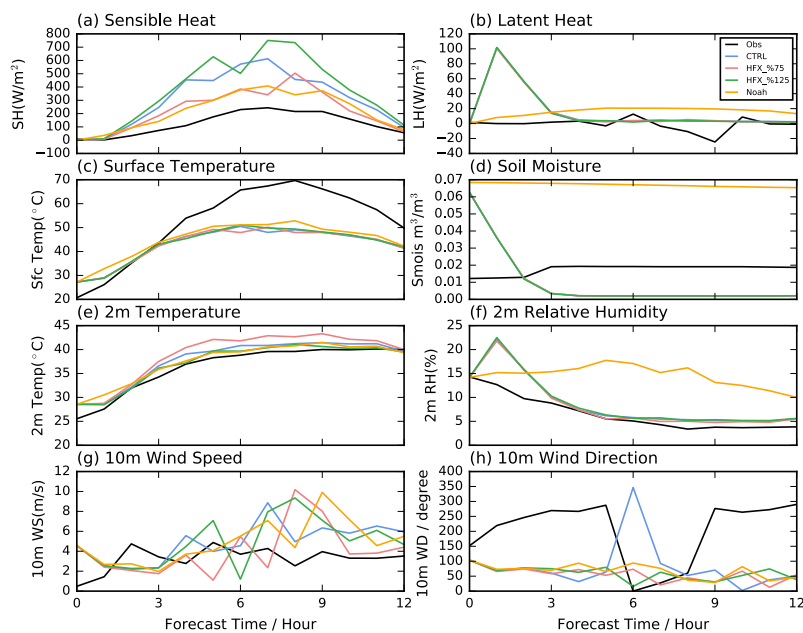 (a) Sensible Heat
SH(W/m²)
800
700
600
500
400
300
200
100
0
−100
(b) Latent Heat
LH(W/m²)
120
100
80
60
40
20
0
−20
−40
Obs
CTRL
HFX_%75
HFX_%125
Noah
(c) Surface Temperature
Sfc Temp(°C)
70
60
50
40
30
20
(d) Soil Moisture
Smois m³/m³
0.07
0.06
0.05
0.04
0.03
0.02
0.01
0.00
(e) 2m Temperature
2m Temp(°C)
45
40
35
30
25
20
(f) 2m Relative Humidity
2m RH(%)
25
20
15
10
5
0
(g) 10m Wind Speed
10m WS(m/s)
12
10
8
6
4
2
0
0 3 6 9 12
Forecast Time / Hour
(h) 10m Wind Direction
10m WD / degree
400
350
300
250
200
150
100
50
0
0 3 6 9 12
Forecast Time / Hour